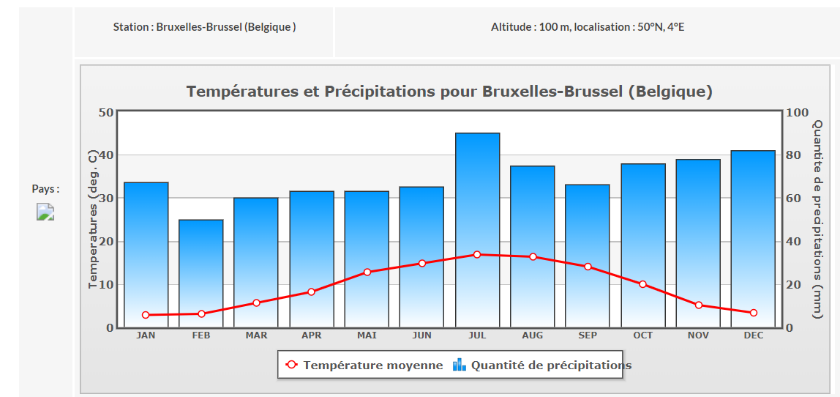 Station : Bruxelles-Brussel (Belgique )
Altitude : 100 m, localisation : 50°N, 4°E
Pays :
Températures et Précipitations pour Bruxelles-Brussel (Belgique)
Temperatures (deg. C)
50
40
30
20
10
0
100
80
60
40
20
0
Quantite de precipitations (mm)
JAN FEB MAR APR MAI JUN JUL AUG SEP OCT NOV DEC
Température moyenne Quantité de précipitations